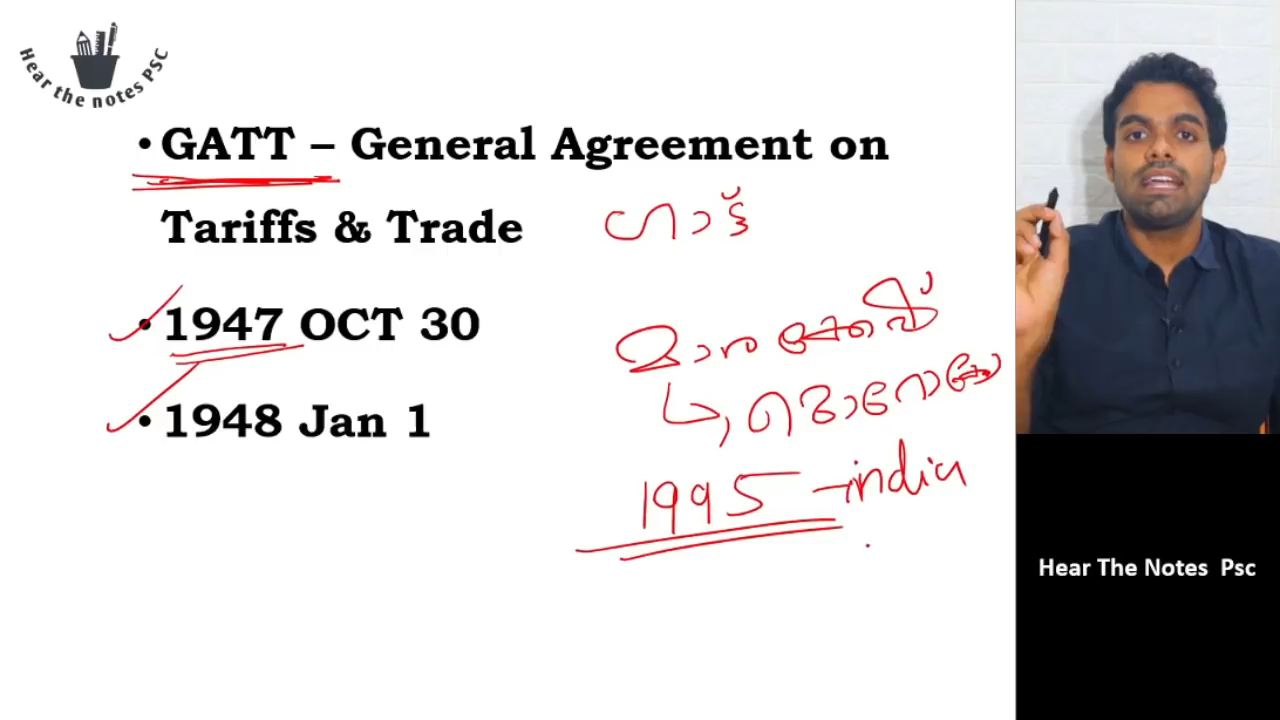 Hear the notes PSC
• GATT – General Agreement on
Tariffs & Trade
ഗാട്ട്
• 1947 OCT 30
മാരക്കേഷ്
മൊറോക്കോ
• 1948 Jan 1
1995 – india
Hear The Notes Psc